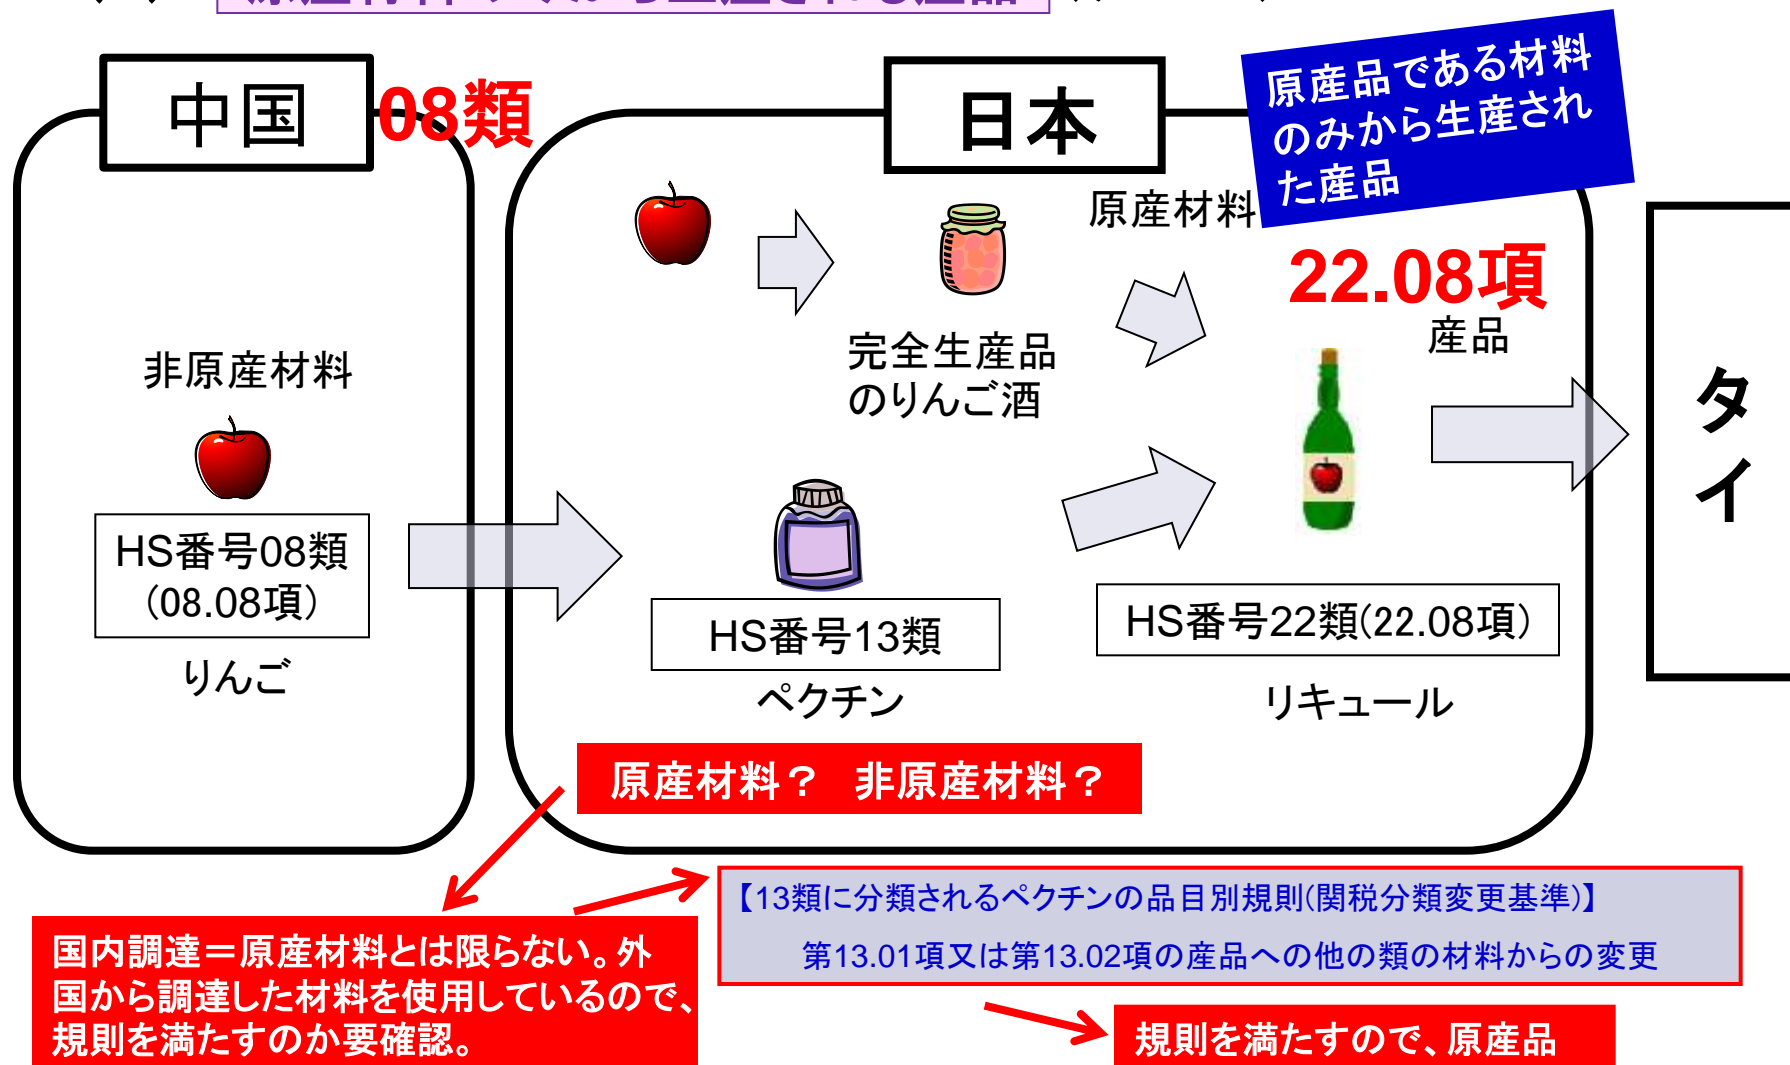 中国
08類
日本
原産品である材料
のみから生産され
た産品
原産材料
22.08項
産品
完全生産品
のりんご酒
非原産材料
HS番号08類
(08.08項)
りんご
HS番号13類
ペクチン
HS番号22類(22.08項)
リキュール
タイ
原産材料？ 非原産材料？
国内調達＝原産材料とは限らない。外
国から調達した材料を使用しているので、
規則を満たすのか要確認。
【13類に分類されるペクチンの品目別規則(関税分類変更基準)】
第13.01項又は第13.02項の産品への他の類の材料からの変更
規則を満たすので、原産品